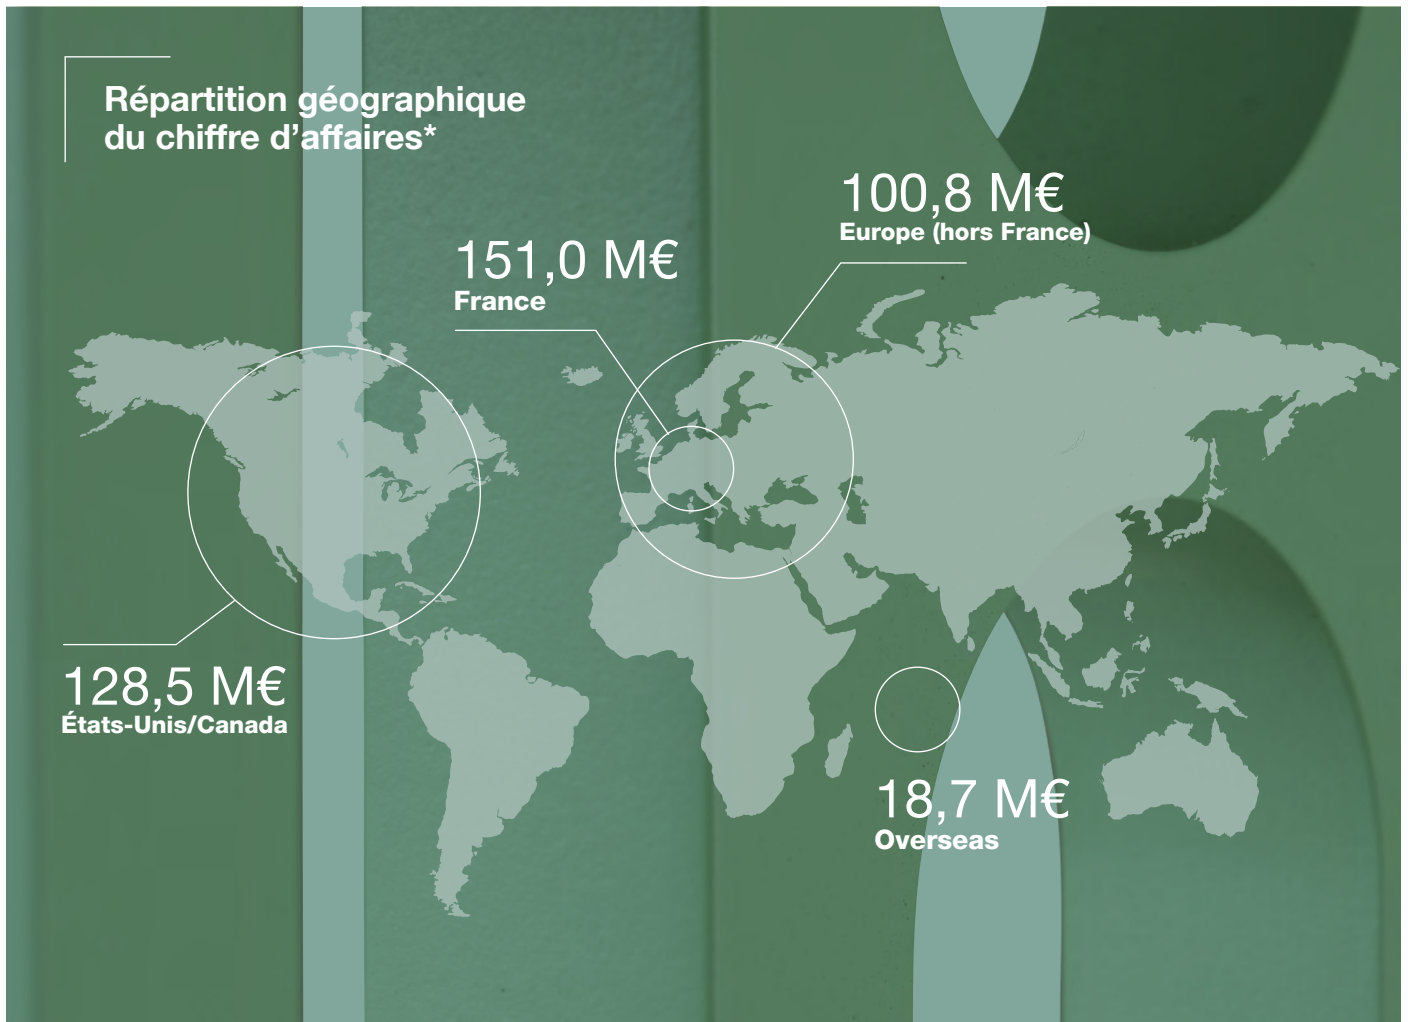 Répartition géographique
du chiffre d'affaires*
100,8 M€
Europe (hors France)
151,0 M€
France
128,5 M€
États-Unis/Canada
18,7 M€
Overseas